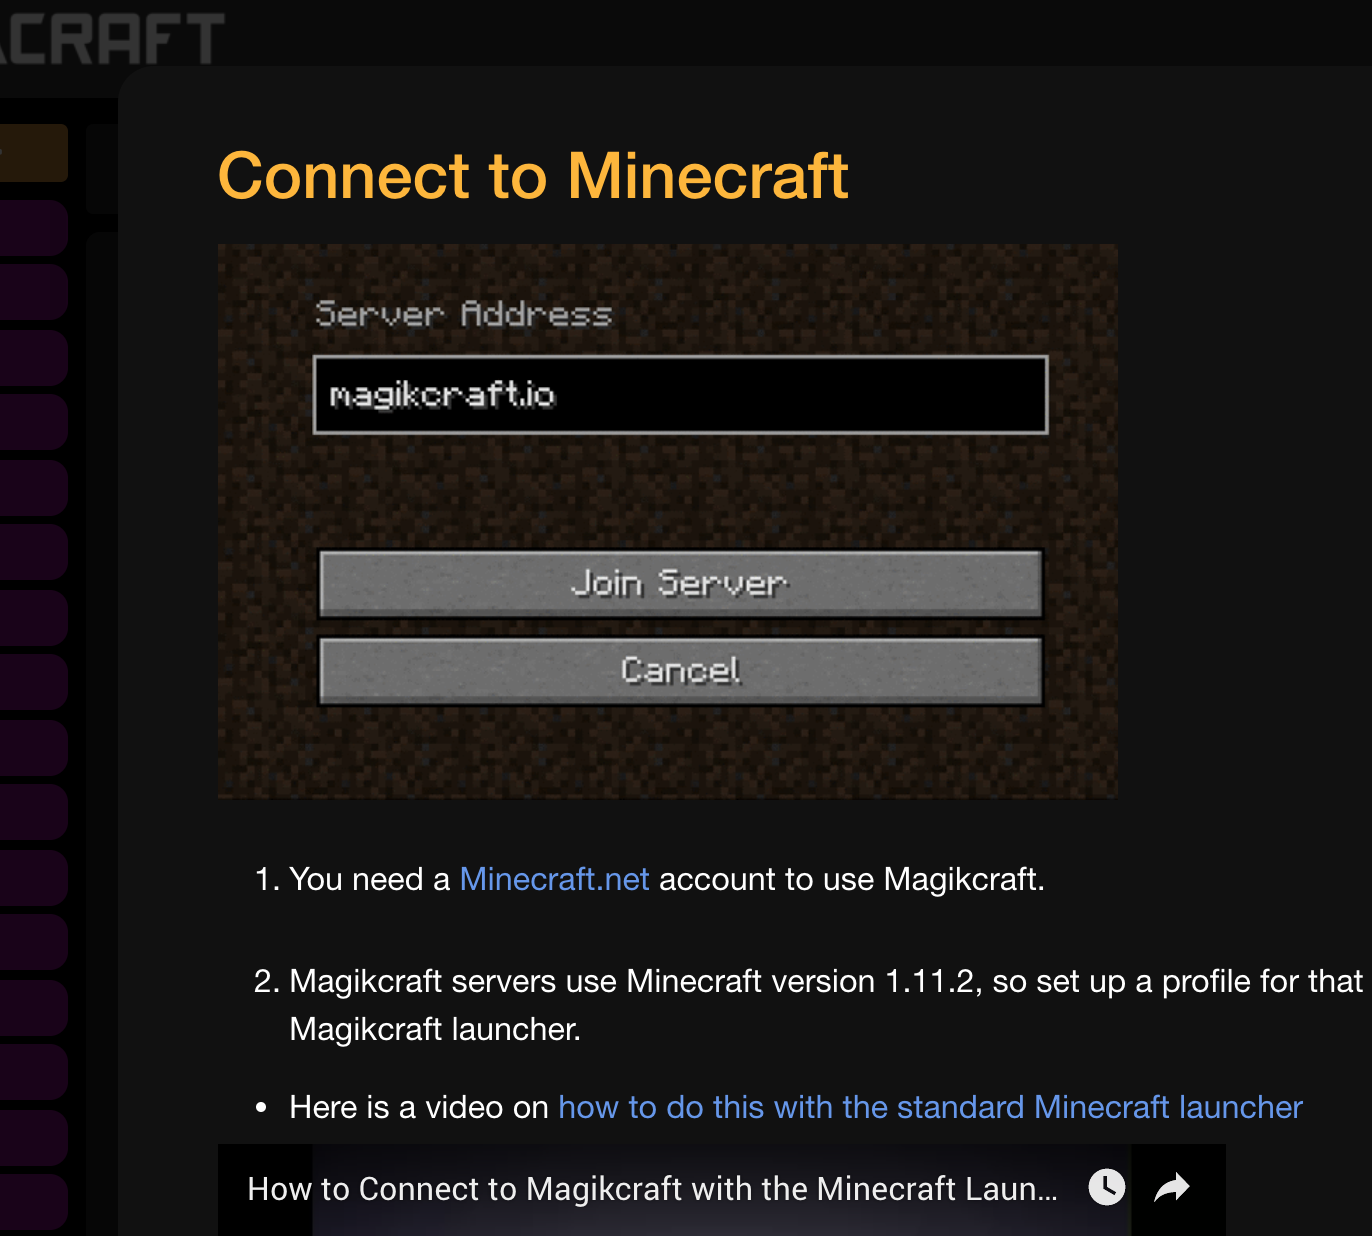 CRAFT
Connect to Minecraft
Server Address
magikcraft.io
Join Server
Cancel
1. You need a Minecraft.net account to use Magikcraft.
2. Magikcraft servers use Minecraft version 1.11.2, so set up a profile for that
Magikcraft launcher.
• Here is a video on how to do this with the standard Minecraft launcher
How to Connect to Magikcraft with the Minecraft Laun...